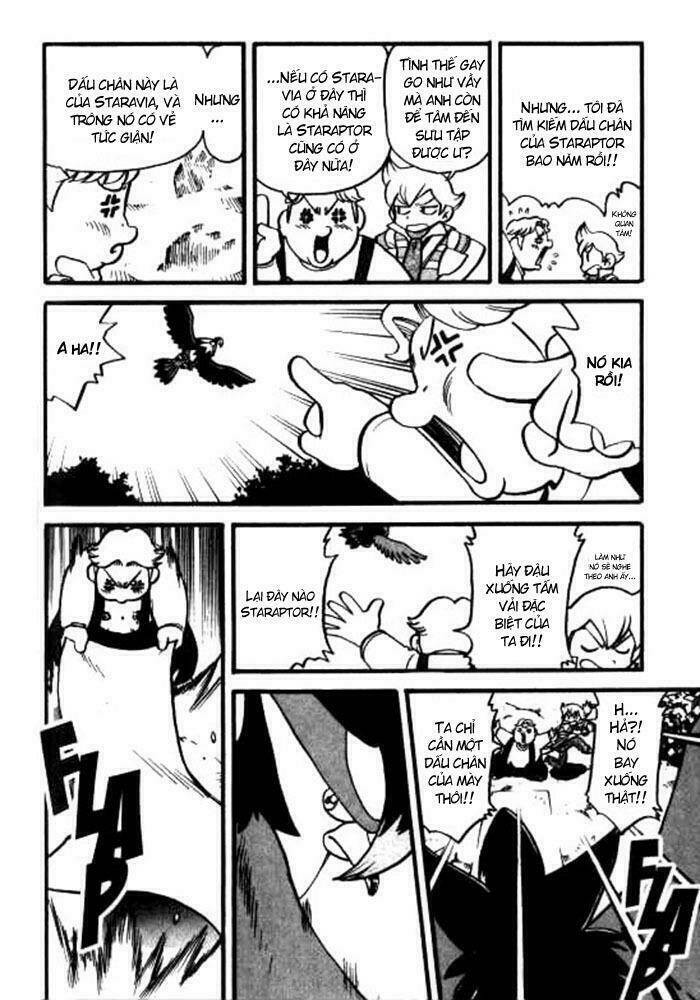 NHƯNG... TÔI ĐÃ
TÌM KIẾM DẤU CHÂN
CỦA STARAPTOR
BAO NĂM RỒI!!
KHÔNG
QUAN
TÂM!
TÌNH THẾ GAY
GO NHƯ VẦY
MÀ ANH CÒN
ĐỂ TÂM ĐẾN
SƯU TẬP
ĐƯỢC Ư?
...NẾU CÓ STARA-
VIA Ở ĐÂY THÌ
CÓ KHẢ NĂNG
LÀ STARAPTOR
CŨNG CÓ Ở
ĐÂY NỮA!
NHƯNG
...
DẤU CHÂN NÀY LÀ
CỦA STARAVIA, VÀ
TRÔNG NÓ CÓ VẺ
TỨC GIẬN!
NÓ KIA
RỒI!
A HA!!
LÀM NHƯ
NÓ SẼ NGHE
THEO ANH ẤY...
HÃY ĐẬU
XUỐNG TẤM
VẢI ĐẶC
BIỆT CỦA
TA ĐI!!
LẠI ĐÂY NÀO
STARAPTOR!!
FLAP
H...
HẢ?!
NÓ
BAY
XUỐNG
THẬT!!
TA CHỈ
CẦN MỘT
DẤU CHÂN
CỦA MÀY
THÔI!!
FLAP